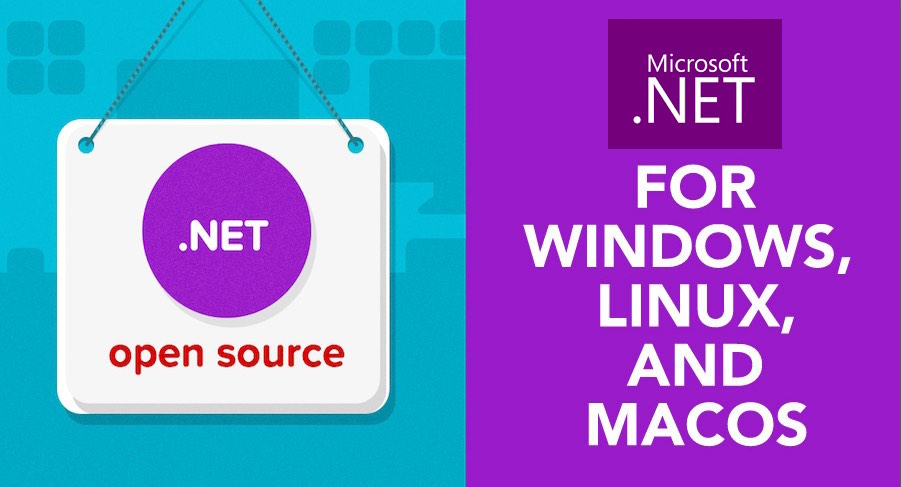 .NET
open source
Microsoft
.NET
FOR
WINDOWS,
LINUX,
AND
MACOS